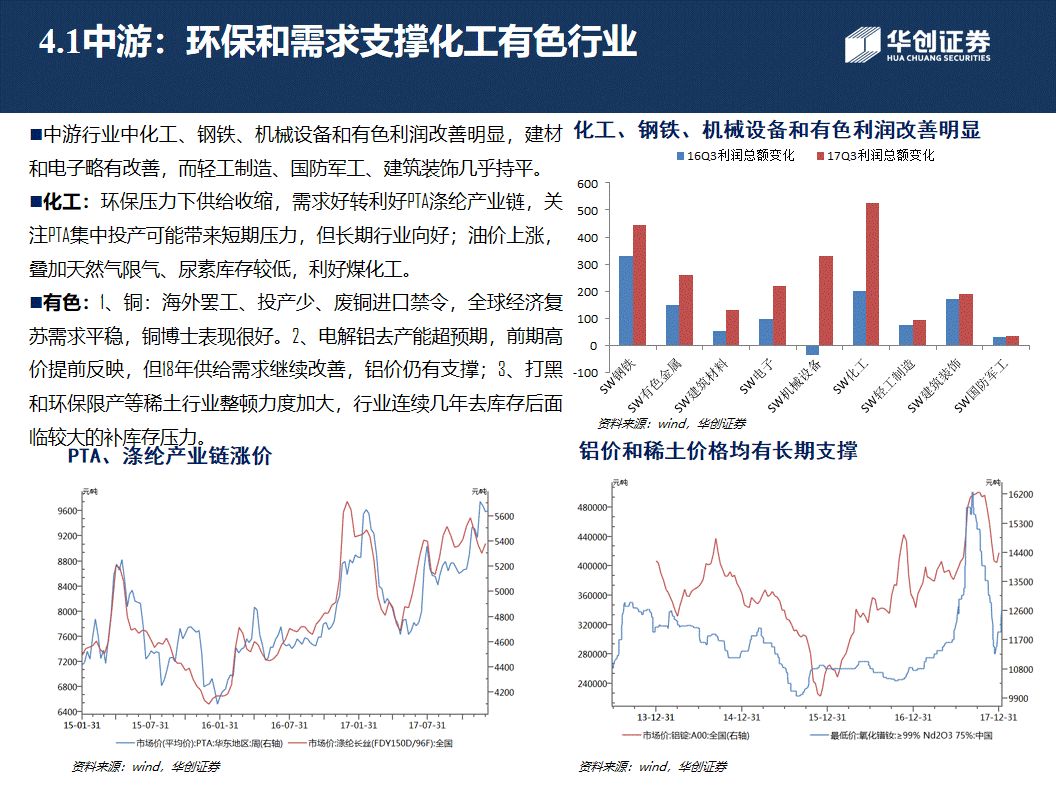 4.1中游：环保和需求支撑化工有色行业
华创证券
HUA CHUANG SECURITIES
■中游行业中化工、钢铁、机械设备和有色利润改善明显，建材
和电子略有改善，而轻工制造、国防军工、建筑装饰几乎持平。
■化工：环保压力下供给收缩，需求好转利好PTA涤纶产业链，关
注PTA集中投产可能带来短期压力，但长期行业向好；油价上涨，
叠加天然气限气、尿素库存较低，利好煤化工。
■有色：1、铜：海外罢工、投产少、废铜进口禁令，全球经济复
苏需求平稳，铜博士表现很好。2、电解铝去产能超预期，前期高
价提前反映，但18年供给需求继续改善，铝价仍有支撑；3、打黑
和环保限产等稀土行业整顿力度加大，行业连续几年去库存后面
临较大的补库存压力。
化工、钢铁、机械设备和有色利润改善明显
16Q3利润总额变化 17Q3利润总额变化
600
500
400
300
200
100
0
-100
SW钢铁 SW有色金属 SW建筑材料 SW电子 SW机械设备 SW化工 SW轻工制造 SW建筑装饰 SW国防军工
资料来源：wind，华创证券
PTA、涤纶产业链涨价
元/吨 元/吨
9600
9200
8800
8400
8000
7600
7200
6800
6400
5600
5400
5200
5000
4800
4600
4400
4200
15-01-31 15-07-31 16-01-31 16-07-31 17-01-31 17-07-31
市场价(平均价):PTA:华东地区:周(右轴) 市场价:涤纶长丝(FDY150D/96F):全国
资料来源：wind，华创证券
铝价和稀土价格均有长期支撑
元/吨 元/吨
480000
440000
400000
360000
320000
280000
240000
16200
15300
14400
13500
12600
11700
10800
9900
13-12-31 14-12-31 15-12-31 16-12-31 17-12-31
市场价:铝锭:A00:全国(右轴) 最低价:氧化镨钕:≥99% Nd2O3 75%:中国
资料来源：wind，华创证券